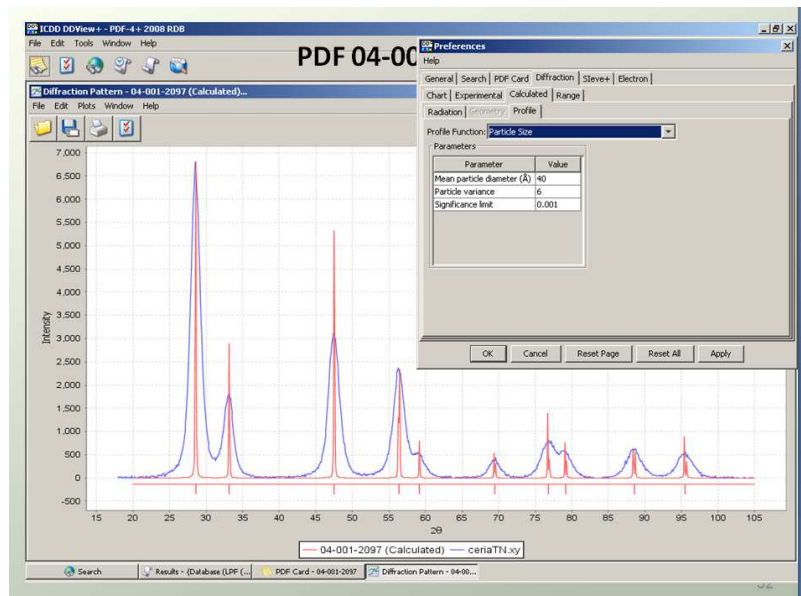 ICDD DDView+ - PDF-4+ 2008 RDB
File Edit Tools Window Help
PDF 04-00
Diffraction Pattern - 04-001-2097 (Calculated)...
File Edit Plots Window Help
Preferences
Help
General Search PDF Card Diffraction SIeve+ Electron
Chart Experimental Calculated Range
Radiation Geometry Profile
Profile Function: Particle Size
Parameters
Parameter Value
Mean particle diameter (Å) 40
Particle variance 6
Significance limit 0.001
OK Cancel Reset Page Reset All Apply
7,000
6,500
6,000
5,500
5,000
4,500
4,000
3,500
3,000
2,500
2,000
1,500
1,000
500
0
-500
Intensity
15 20 25 30 35 40 45 50 55 60 65 70 75 80 85 90 95 100 105
2θ
04-001-2097 (Calculated) ceriaTN.xy
Search Results - (Database (LPF (... PDF Card - 04-001-2097 Diffraction Pattern - 04-00...